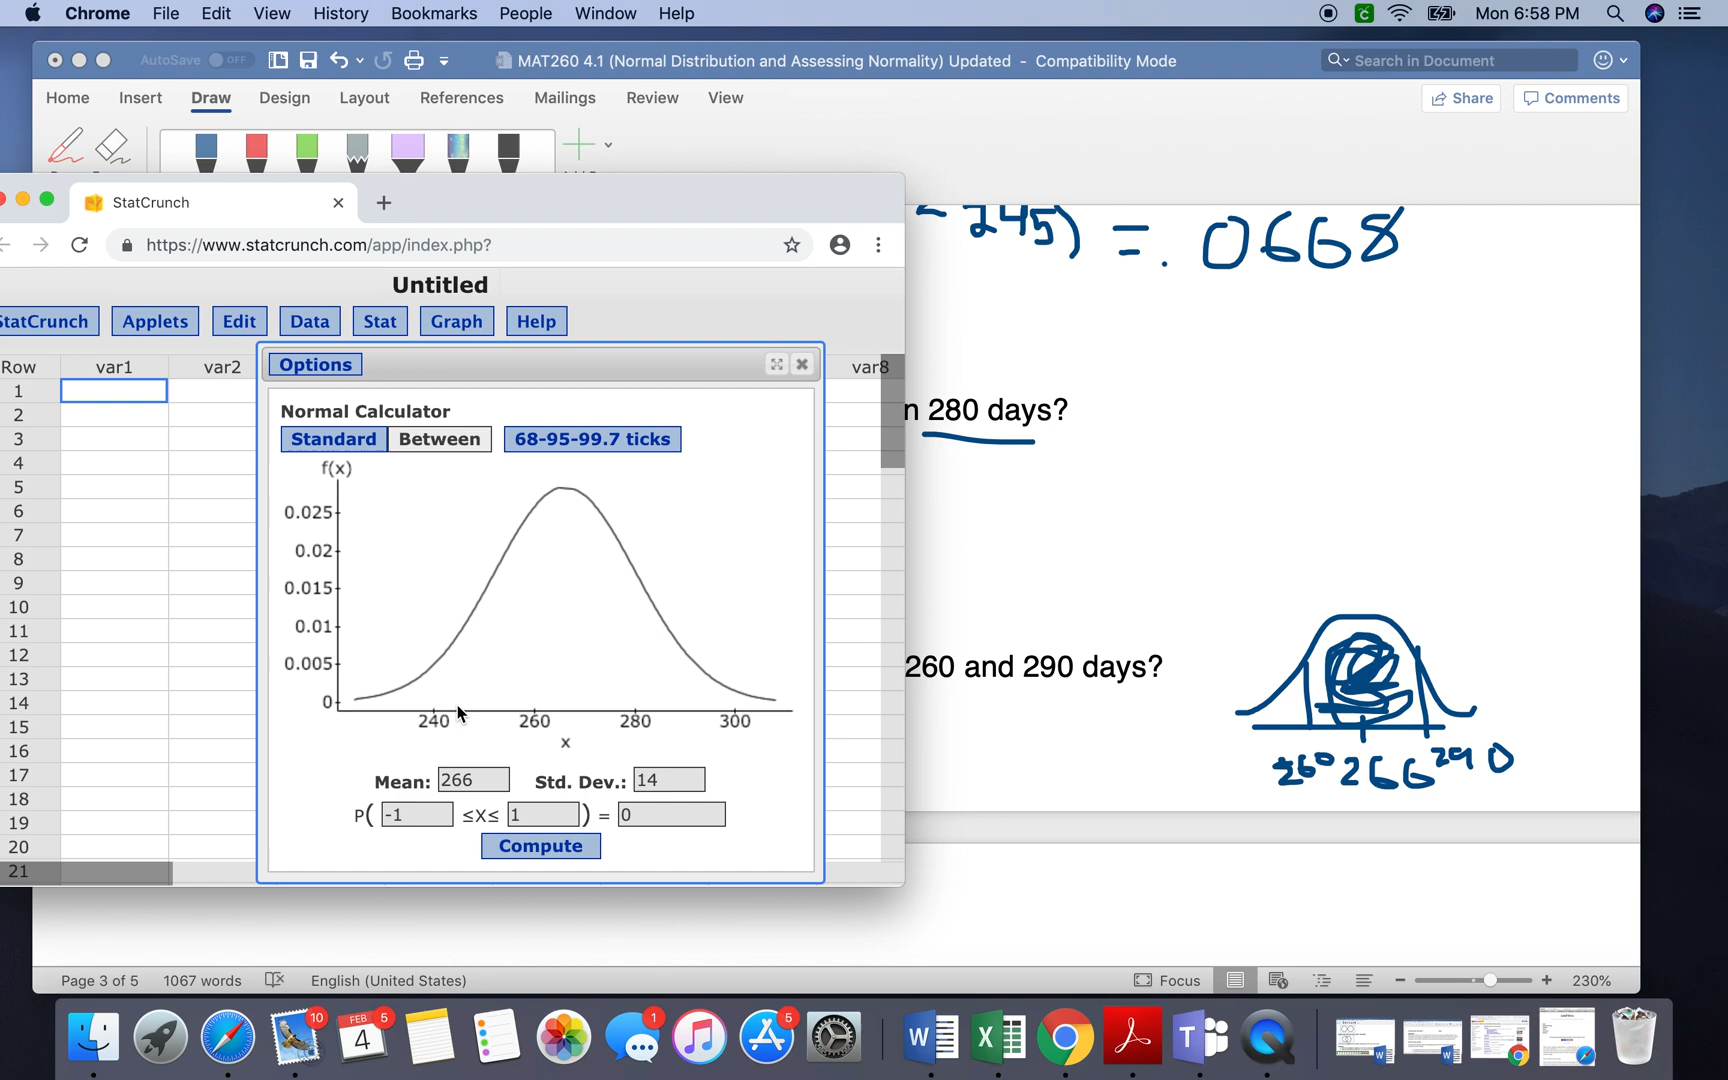 Chrome File Edit View History Bookmarks People Window Help Mon 6:58 PM
AutoSave OFF MAT260 4.1 (Normal Distribution and Assessing Normality) Updated - Compatibility Mode Search in Document
Home Insert Draw Design Layout References Mailings Review View Share Comments
StatCrunch
https://www.statcrunch.com/app/index.php?
- 245) = .0668
Untitled
StatCrunch Applets Edit Data Stat Graph Help
Row var1 var2 var8
1
2
3
4
5
6
7
8
9
10
11
12
13
14
15
16
17
18
19
20
21
Options
Normal Calculator
Standard Between 68-95-99.7 ticks
f(x)
0.025
0.02
0.015
0.01
0.005
0
240 260 280 300
x
Mean: 266 Std. Dev.: 14
P( -1 ≤X≤ 1 ) = 0
Compute
n 280 days?
260 and 290 days?
260 266 290
Page 3 of 5 1067 words English (United States) Focus 230%
10 FEB 4 5 1 5